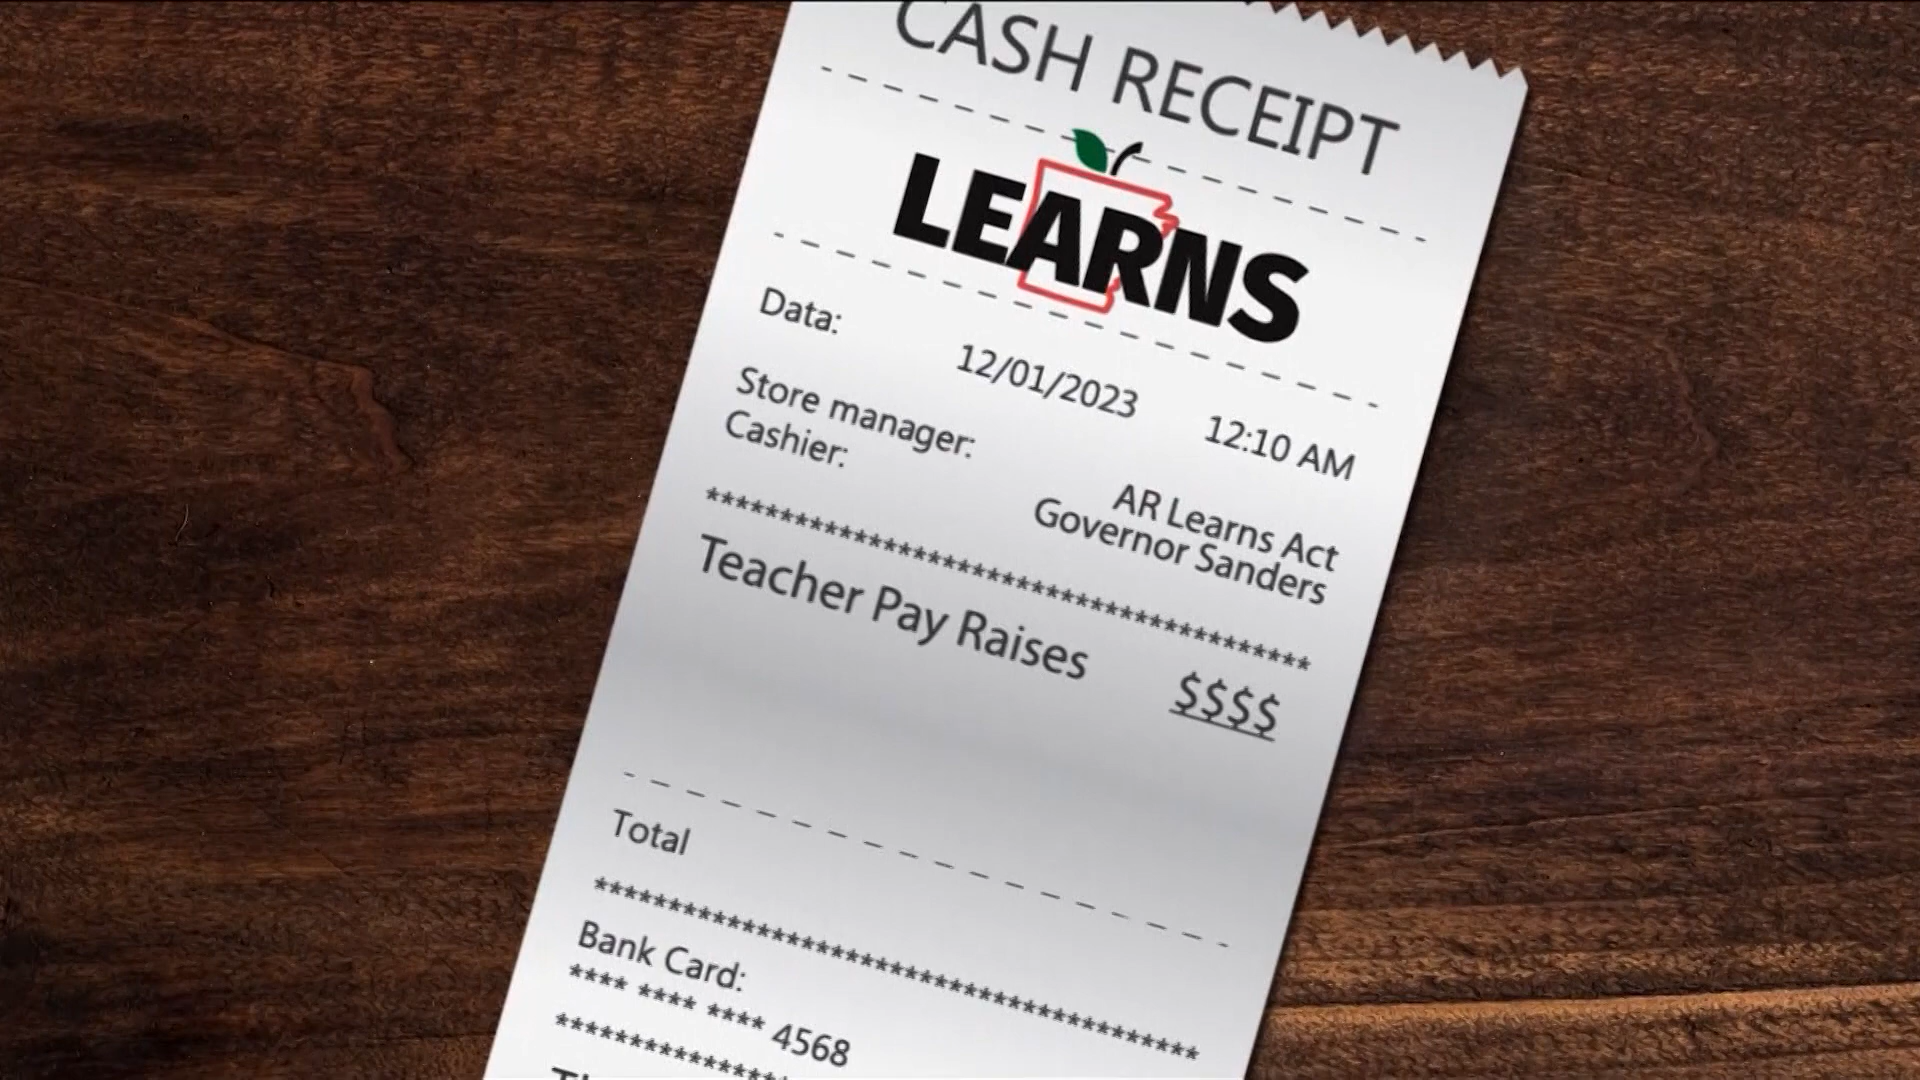 CASH RECEIPT
LEARNS
Data: 12/01/2023 12:10 AM
Store manager: AR Learns Act
Cashier: Governor Sanders
******************************************
Teacher Pay Raises $$$$
Total
******************************************
Bank Card:
**** **** **** 4568